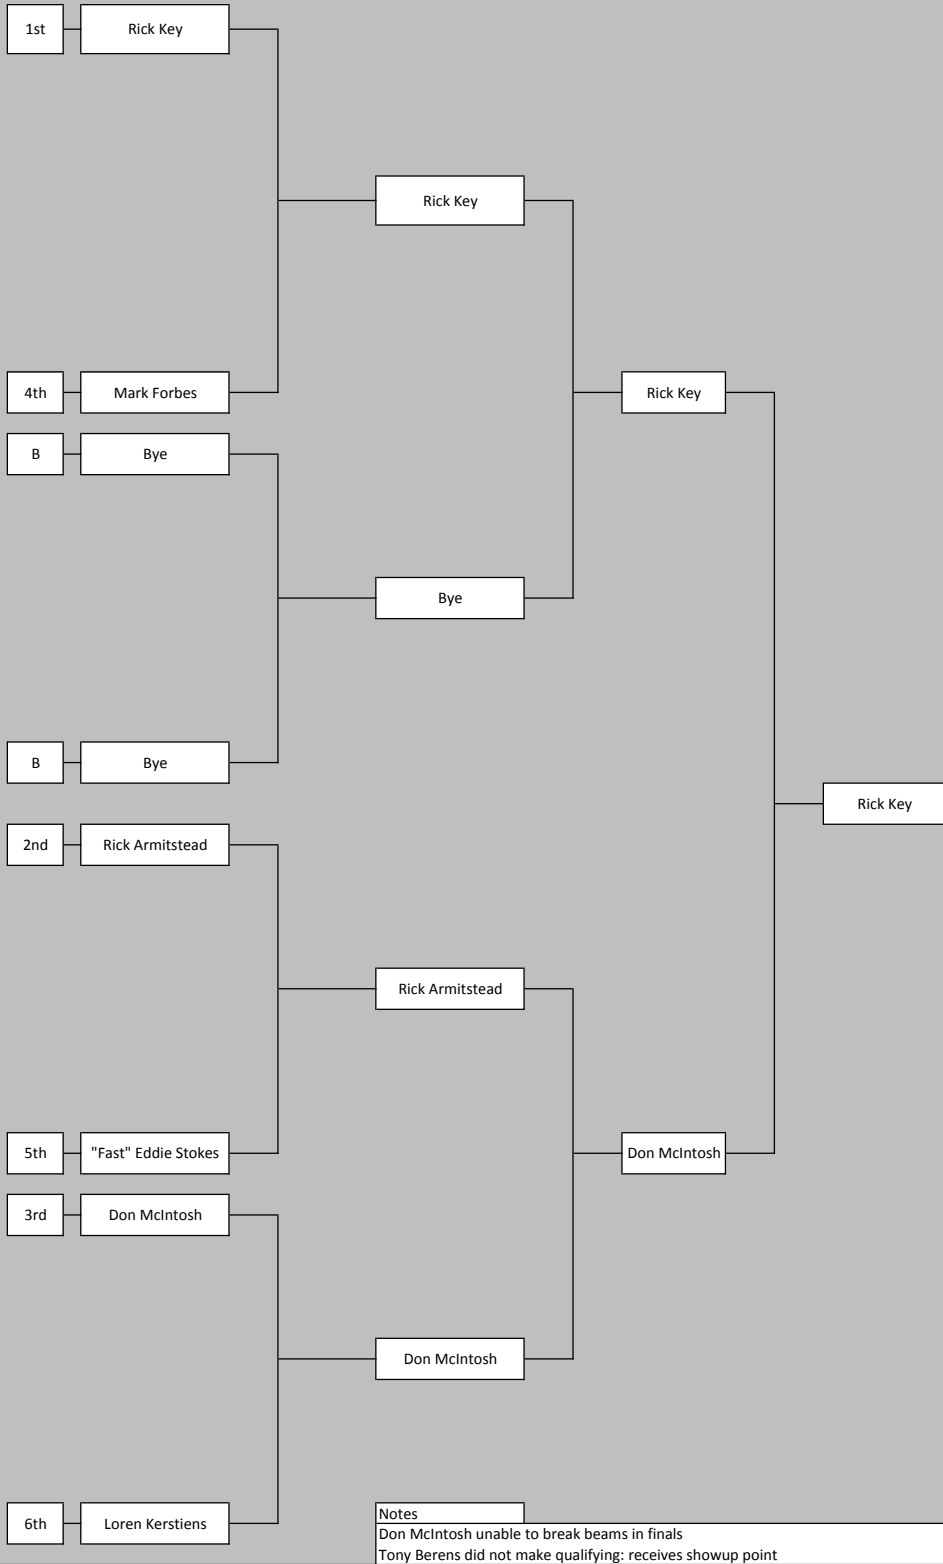 1st Rick Key
Rick Key
4th Mark Forbes
Rick Key
B Bye
Bye
B Bye
Rick Key
2nd Rick Armitstead
Rick Armitstead
5th "Fast" Eddie Stokes
Don McIntosh
3rd Don McIntosh
Don McIntosh
6th Loren Kerstiens
Notes
Don McIntosh unable to break beams in finals
Tony Berens did not make qualifying: receives showup point